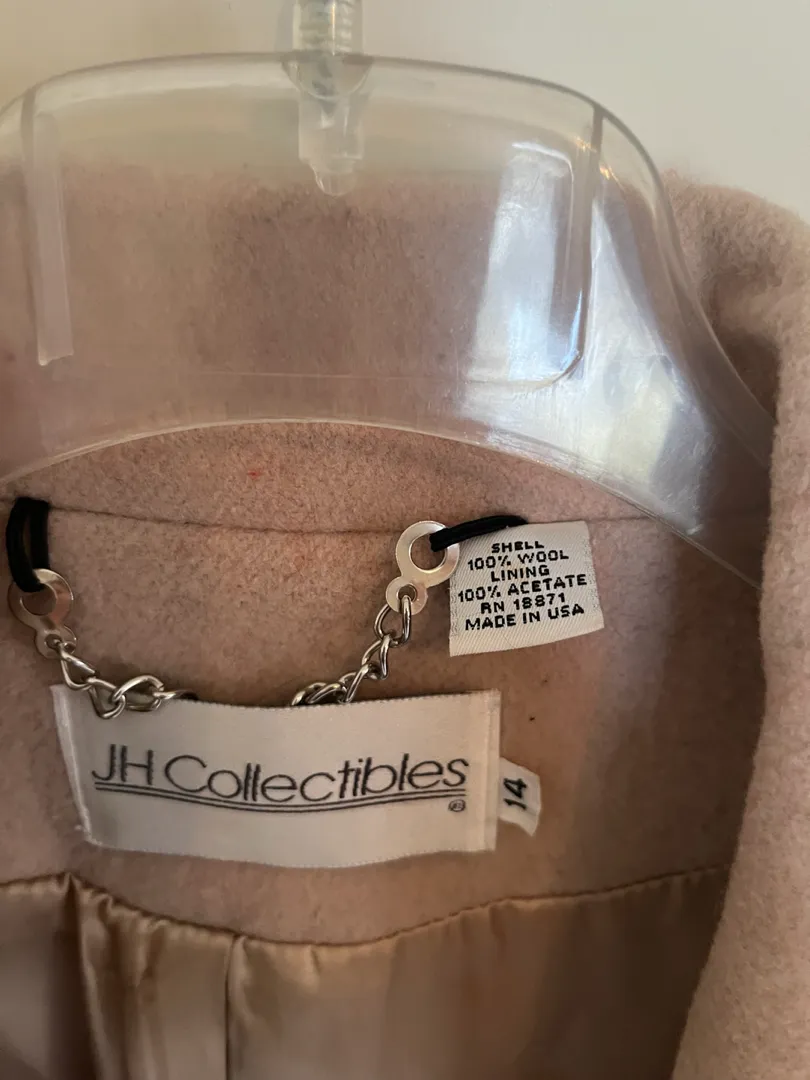 SHELL
100% WOOL
LINING
100% ACETATE
RN 18871
MADE IN USA
JH Collectibles
14